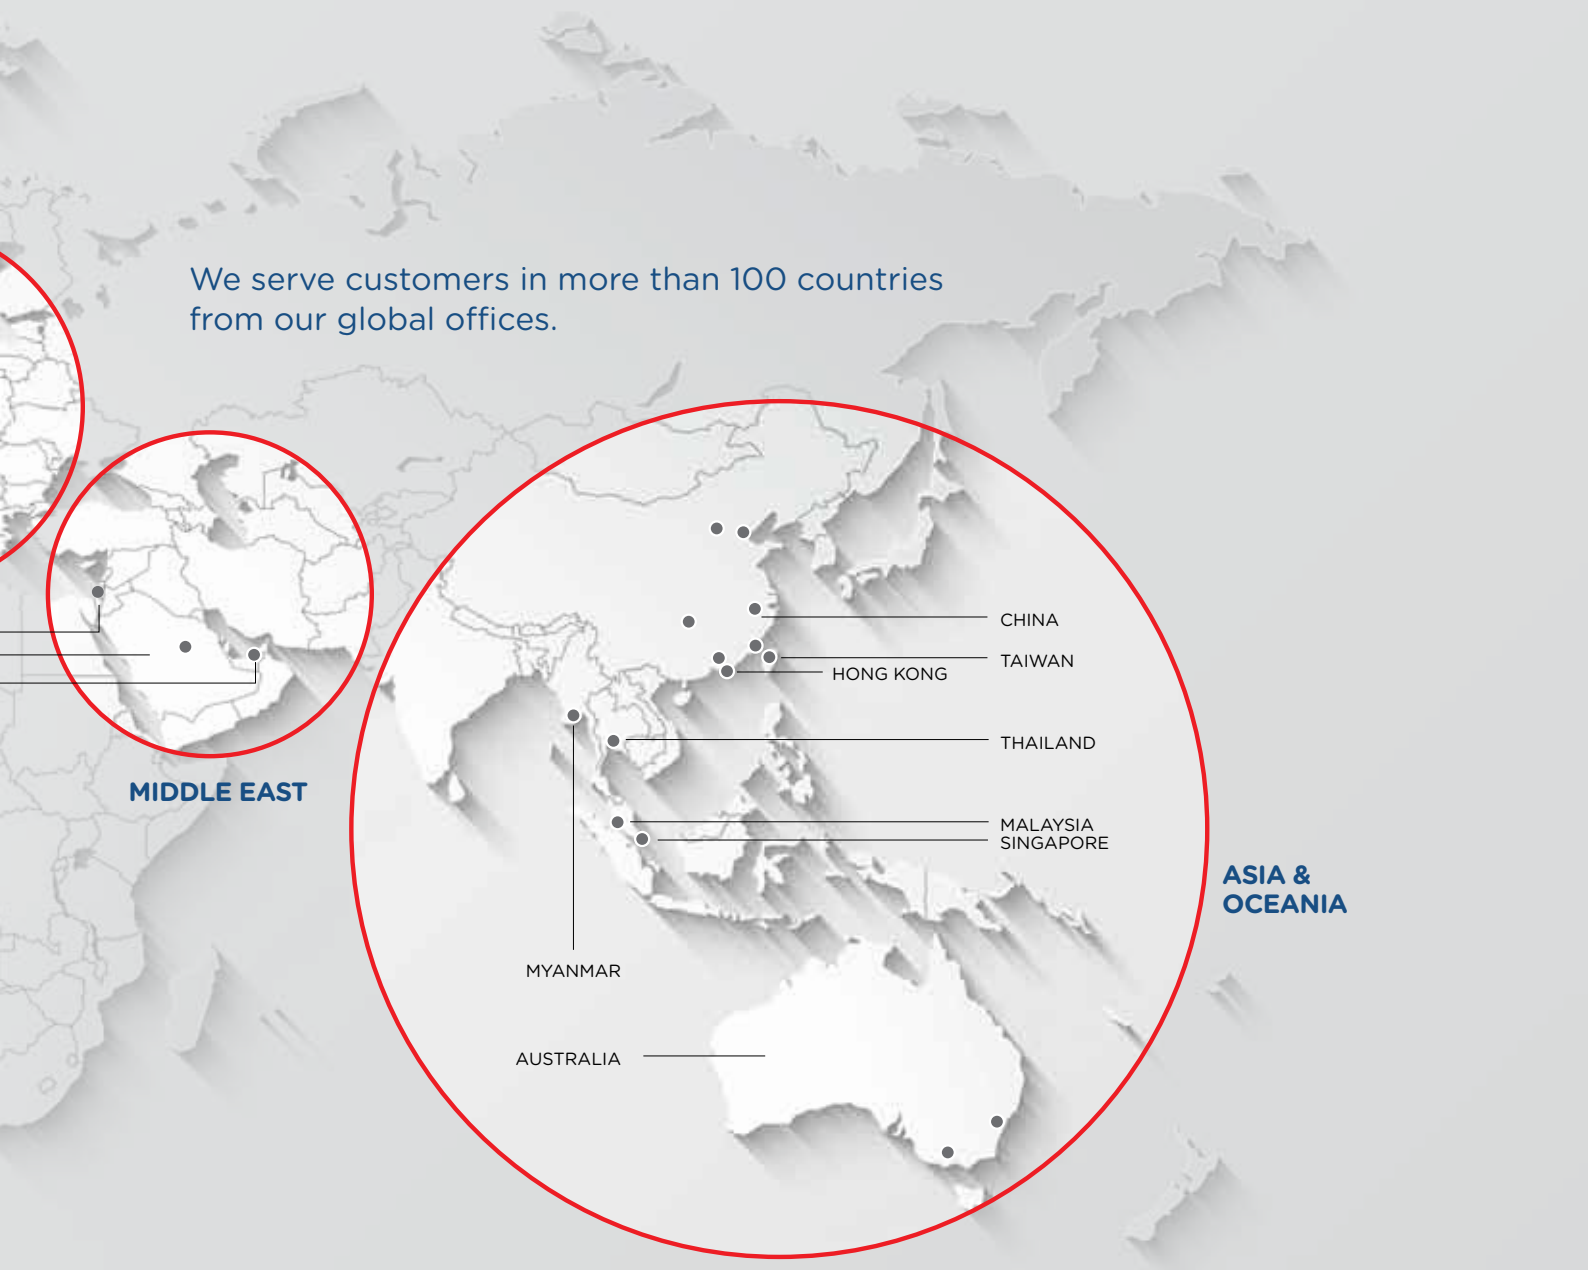 We serve customers in more than 100 countries
from our global offices.
CHINA
TAIWAN
HONG KONG
THAILAND
MIDDLE EAST
MALAYSIA
SINGAPORE
ASIA &
OCEANIA
MYANMAR
AUSTRALIA